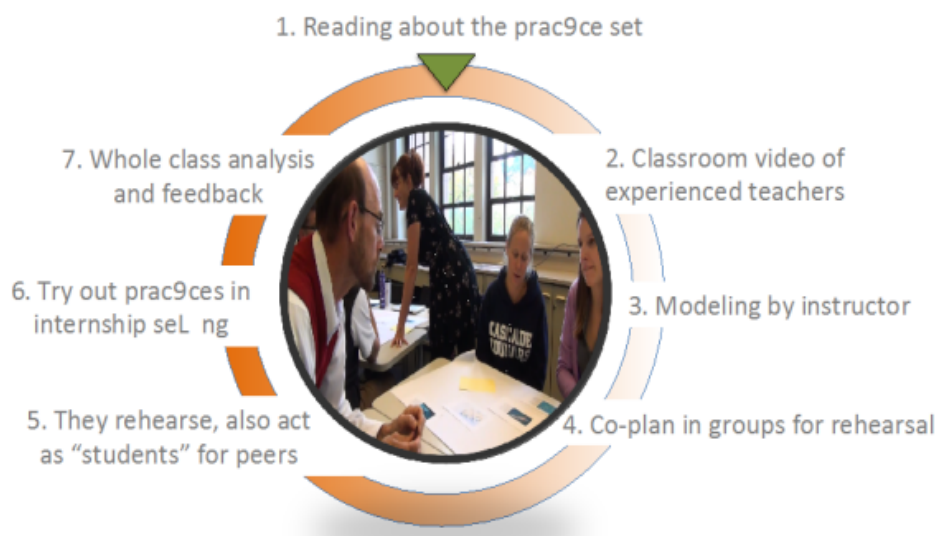 1. Reading about the prac9ce set
2. Classroom video of
experienced teachers
3. Modeling by instructor
4. Co-plan in groups for rehearsal
5. They rehearse, also act
as “students” for peers
6. Try out prac9ces in
internship seL ng
7. Whole class analysis
and feedback
CASCADE
COUGARS